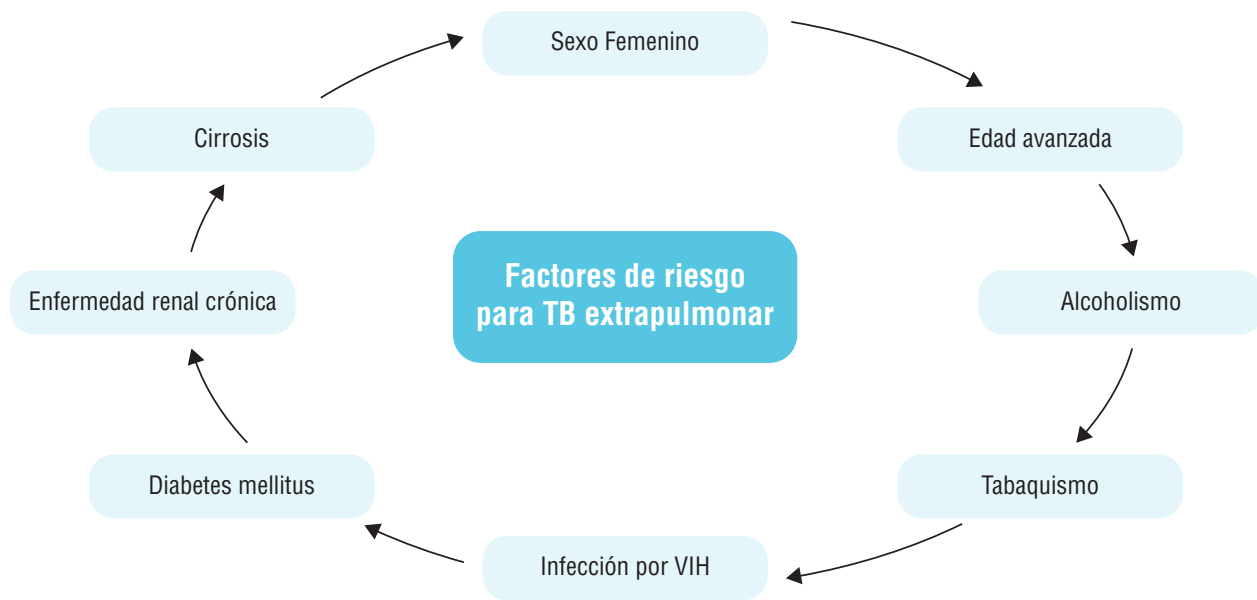 Sexo Femenino
Cirrosis
Edad avanzada
Factores de riesgo
para TB extrapulmonar
Enfermedad renal crónica
Alcoholismo
Diabetes mellitus
Tabaquismo
Infección por VIH